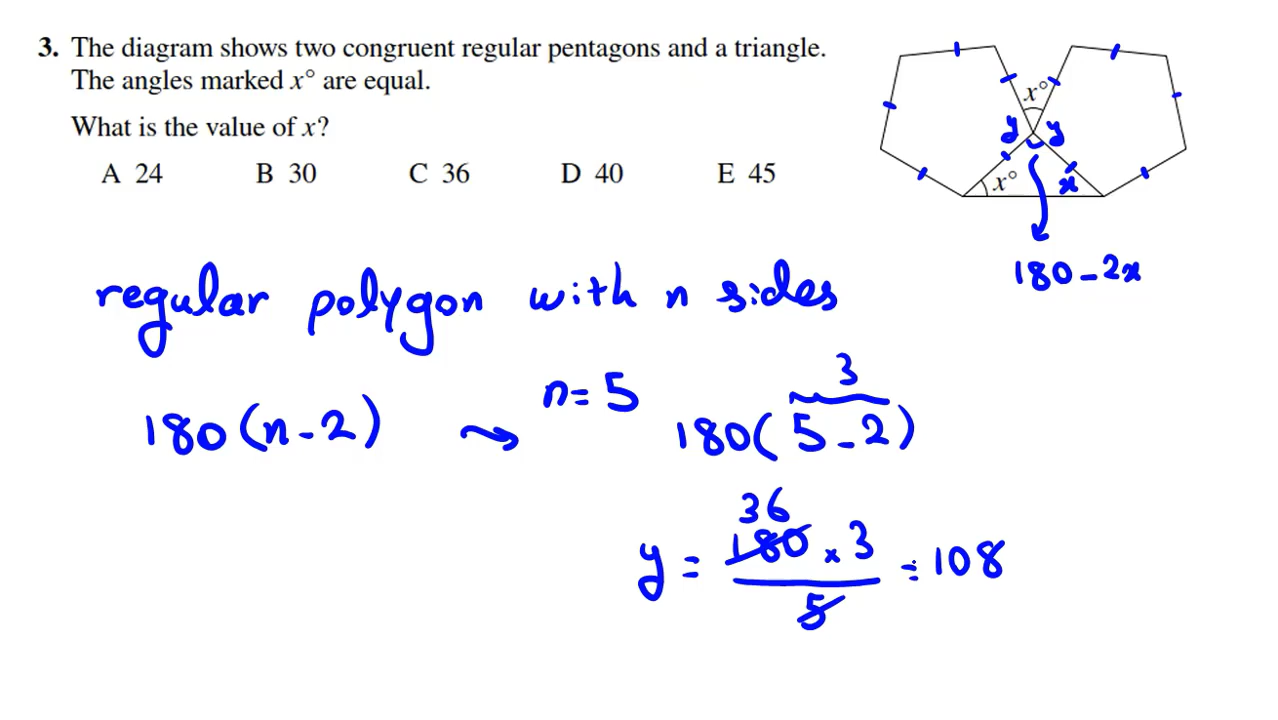 3. The diagram shows two congruent regular pentagons and a triangle.
The angles marked x° are equal.
What is the value of x?
A 24 B 30 C 36 D 40 E 45
x°
y y
x° x
180-2x
regular polygon with n sides
n=5 3
180(n-2) ⇝ 180(5-2)
36
y = 180 × 3 = 108
5